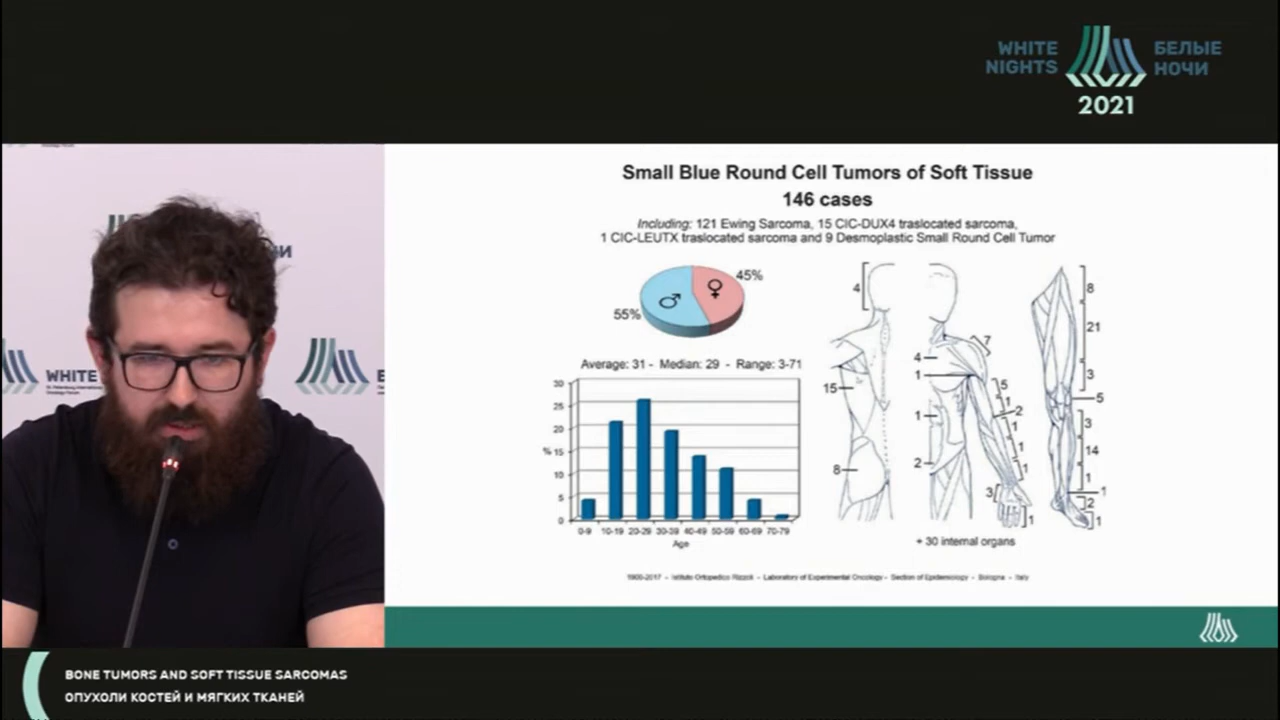 WHITE NIGHTS
БЕЛЫЕ НОЧИ
2021
WHITE
Small Blue Round Cell Tumors of Soft Tissue
146 cases
Including: 121 Ewing Sarcoma, 15 CIC-DUX4 traslocated sarcoma,
1 CIC-LEUTX traslocated sarcoma and 9 Desmoplastic Small Round Cell Tumor
45%
55%
Average: 31 - Median: 29 - Range: 3-71
%
30
25
20
15
10
5
0
0-9 10-19 20-29 30-39 40-49 50-59 60-69 70-79
Age
4
15
8
4
1
1
2
7
5
1
2
1
1
1
3
1
8
21
3
5
3
14
1
1
2
1
+ 30 internal organs
1900-2017 - Istituto Ortopedico Rizzoli - Laboratory of Experimental Oncology - Section of Epidemiology - Bologna - Italy
BONE TUMORS AND SOFT TISSUE SARCOMAS
ОПУХОЛИ КОСТЕЙ И МЯГКИХ ТКАНЕЙ